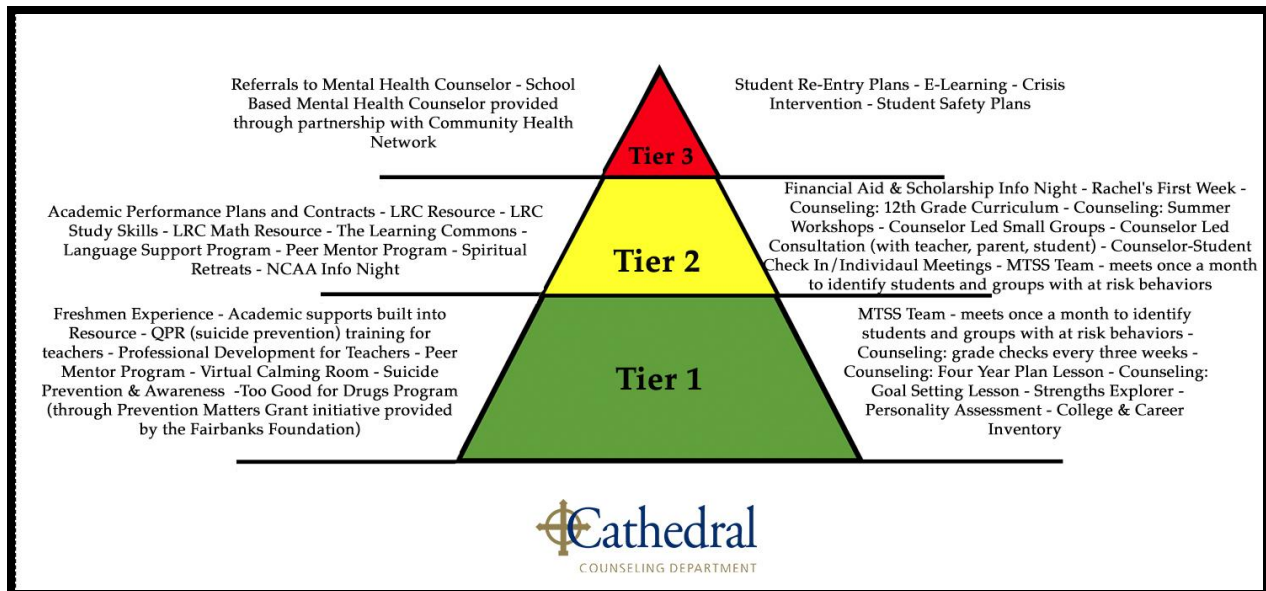 Referrals to Mental Health Counselor - School
Based Mental Health Counselor provided
through partnership with Community Health
Network
Student Re-Entry Plans - E-Learning - Crisis
Intervention - Student Safety Plans
Tier 3
Academic Performance Plans and Contracts - LRC Resource - LRC
Study Skills - LRC Math Resource - The Learning Commons -
Language Support Program - Peer Mentor Program - Spiritual
Retreats - NCAA Info Night
Tier 2
Financial Aid & Scholarship Info Night - Rachel's First Week -
Counseling: 12th Grade Curriculum - Counseling: Summer
Workshops - Counselor Led Small Groups - Counselor Led
Consultation (with teacher, parent, student) - Counselor-Student
Check In/Individaul Meetings - MTSS Team - meets once a month
to identify students and groups with at risk behaviors
Freshmen Experience - Academic supports built into
Resource - QPR (suicide prevention) training for
teachers - Professional Development for Teachers - Peer
Mentor Program - Virtual Calming Room - Suicide
Prevention & Awareness -Too Good for Drugs Program
(through Prevention Matters Grant initiative provided
by the Fairbanks Foundation)
Tier 1
MTSS Team - meets once a month to identify
students and groups with at risk behaviors -
Counseling: grade checks every three weeks -
Counseling: Four Year Plan Lesson - Counseling:
Goal Setting Lesson - Strengths Explorer -
Personality Assessment - College & Career
Inventory
Cathedral
COUNSELING DEPARTMENT